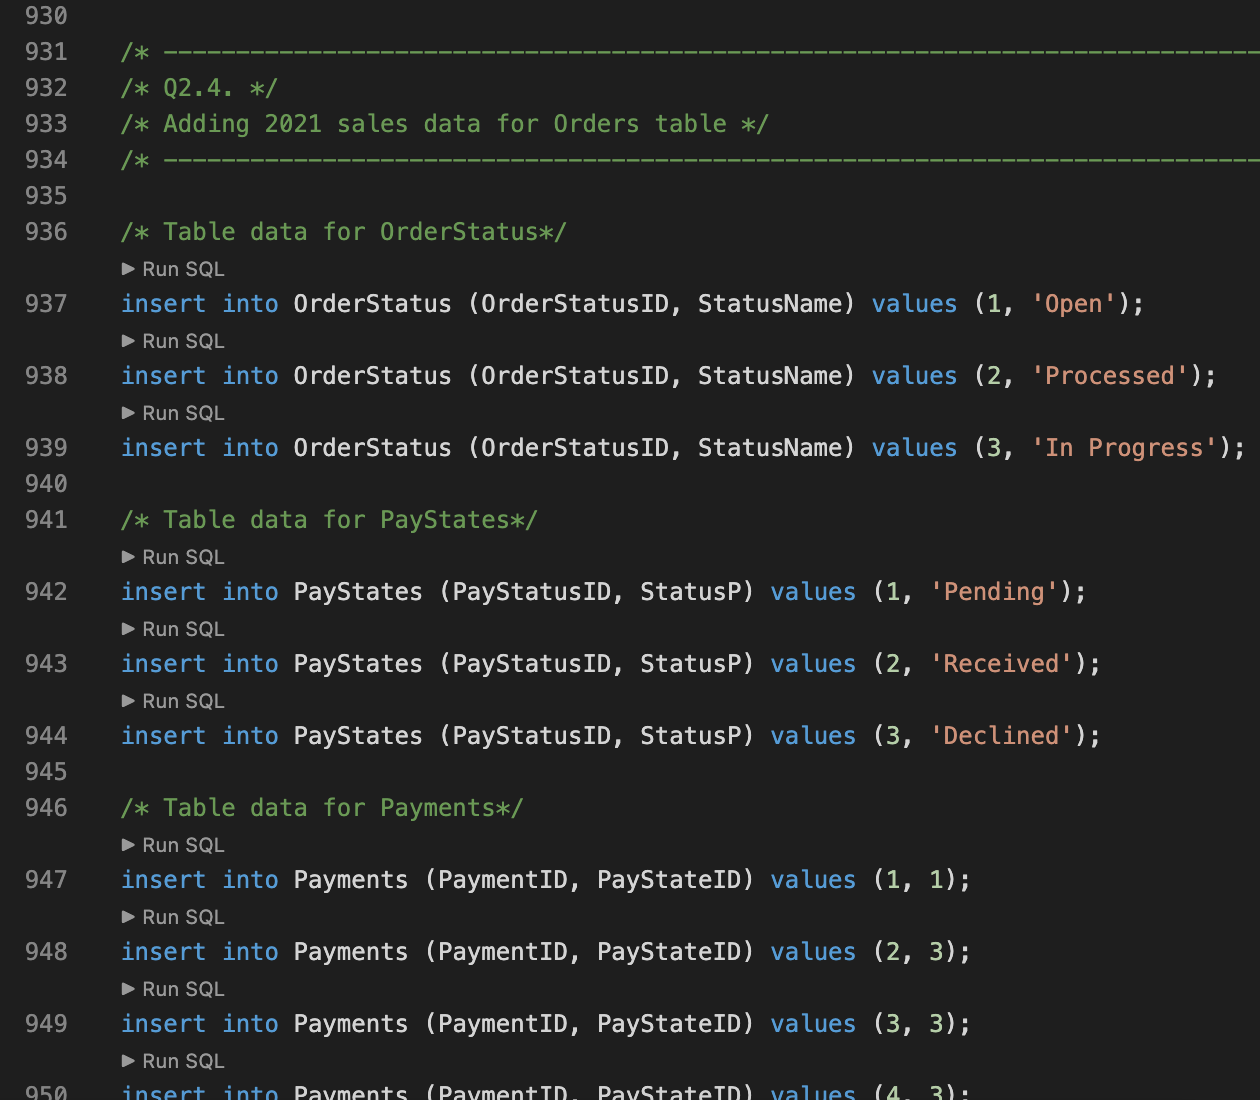 930
931 /* ------------------------------------------------------------------------------
932 /* Q2.4. */
933 /* Adding 2021 sales data for Orders table */
934 /* ------------------------------------------------------------------------------
935
936 /* Table data for OrderStatus*/
▶ Run SQL
937 insert into OrderStatus (OrderStatusID, StatusName) values (1, 'Open');
▶ Run SQL
938 insert into OrderStatus (OrderStatusID, StatusName) values (2, 'Processed');
▶ Run SQL
939 insert into OrderStatus (OrderStatusID, StatusName) values (3, 'In Progress');
940
941 /* Table data for PayStates*/
▶ Run SQL
942 insert into PayStates (PayStatusID, StatusP) values (1, 'Pending');
▶ Run SQL
943 insert into PayStates (PayStatusID, StatusP) values (2, 'Received');
▶ Run SQL
944 insert into PayStates (PayStatusID, StatusP) values (3, 'Declined');
945
946 /* Table data for Payments*/
▶ Run SQL
947 insert into Payments (PaymentID, PayStateID) values (1, 1);
▶ Run SQL
948 insert into Payments (PaymentID, PayStateID) values (2, 3);
▶ Run SQL
949 insert into Payments (PaymentID, PayStateID) values (3, 3);
▶ Run SQL
950 insert into Payments (PaymentID, PayStateID) values (4, 3);